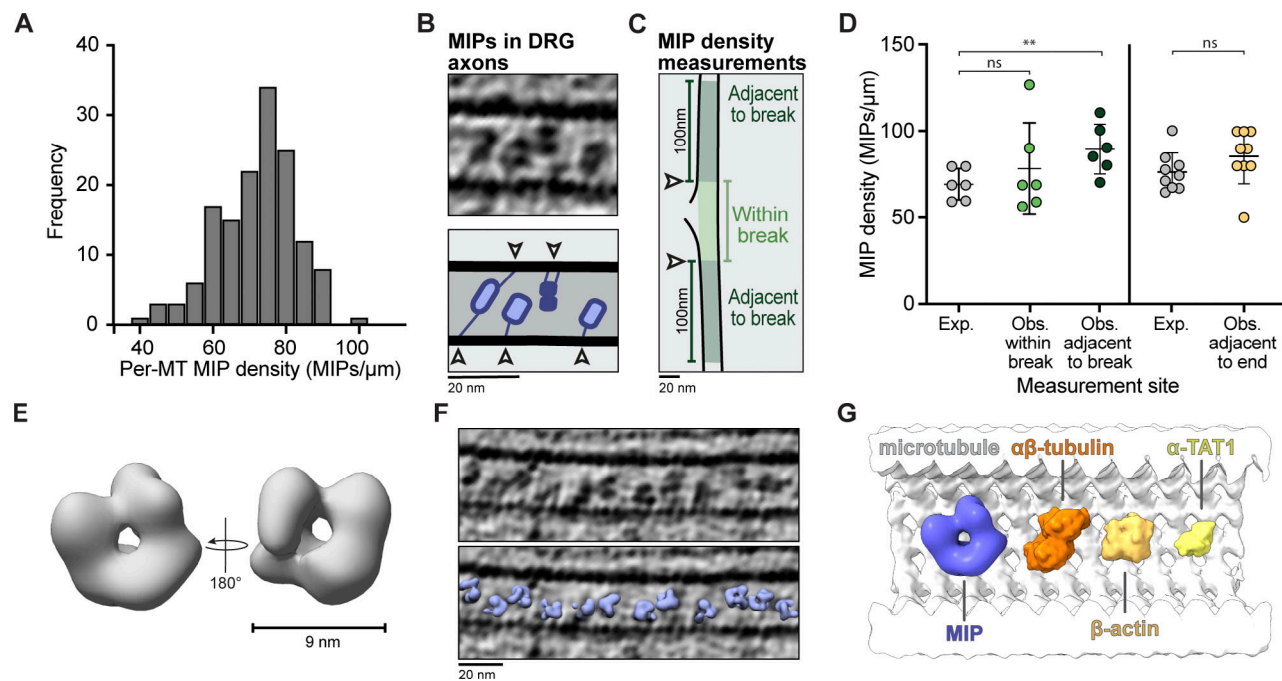 A
Frequency
40
30
20
10
0
40
60
80
100
Per-MT MIP density (MIPs/µm)
B
MIPs in DRG
axons
20 nm
C
MIP density
measurements
100nm
Adjacent
to break
Within
break
100nm
Adjacent
to break
20 nm
D
MIP density (MIPs/µm)
150
100
50
0
ns
**
ns
Exp.
Obs.
within
break
Obs.
adjacent
to break
Exp.
Obs.
adjacent
to end
Measurement site
E
180°
9 nm
F
20 nm
G
microtubule
αβ-tubulin
α-TAT1
MIP
β-actin